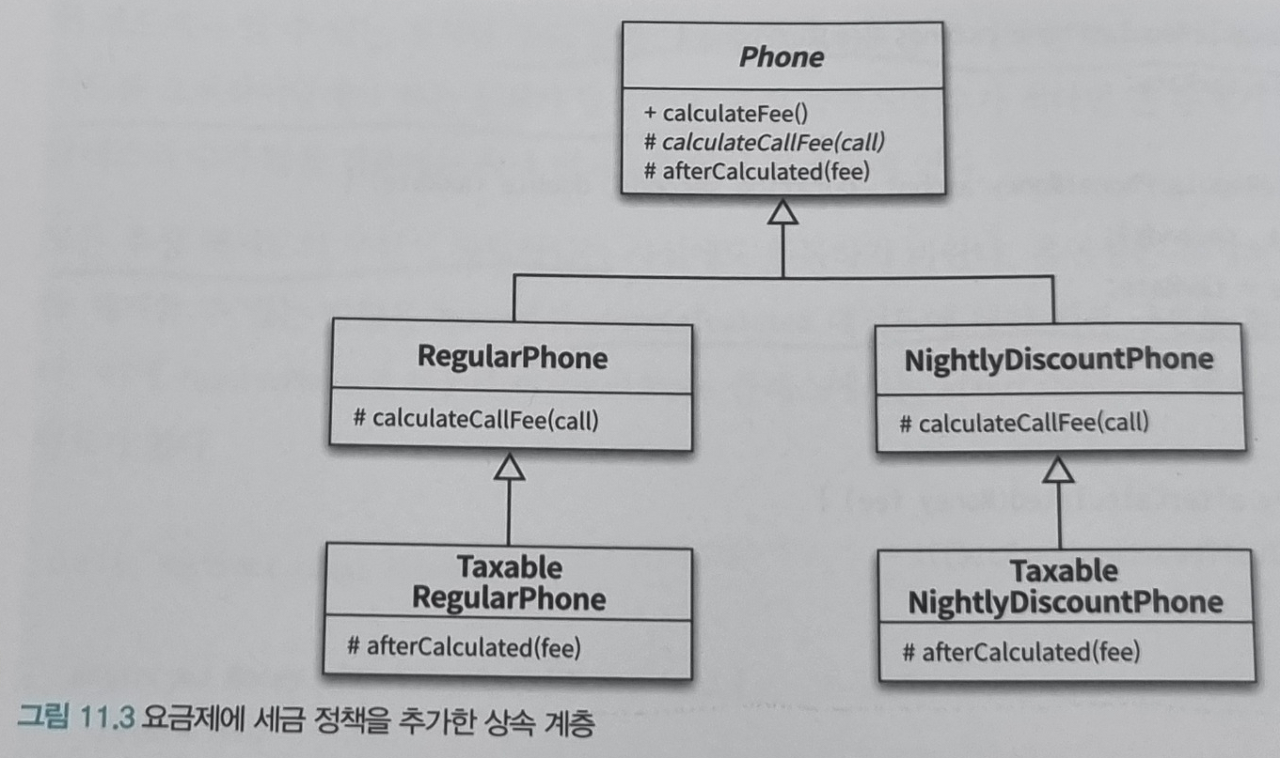 Phone
+ calculateFee()
# calculateCallFee(call)
# afterCalculated(fee)
RegularPhone
# calculateCallFee(call)
NightlyDiscountPhone
# calculateCallFee(call)
Taxable
RegularPhone
# afterCalculated(fee)
Taxable
NightlyDiscountPhone
# afterCalculated(fee)
그림 11.3 요금제에 세금 정책을 추가한 상속 계층